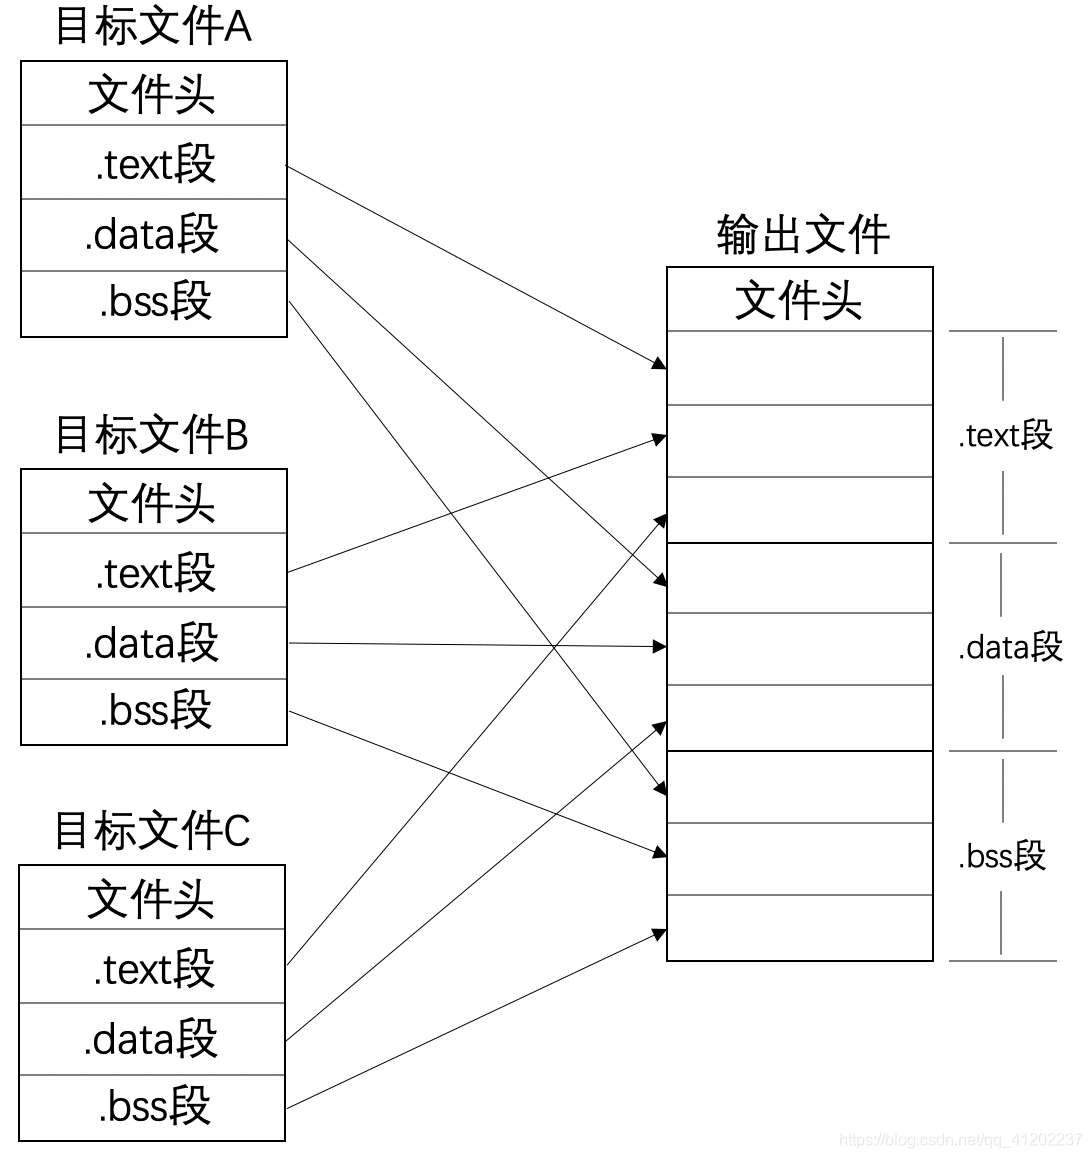 目标文件A
文件头
.text段
.data段
.bss段
目标文件B
文件头
.text段
.data段
.bss段
目标文件C
文件头
.text段
.data段
.bss段
输出文件
文件头
.text段
.data段
.bss段
https://blog.csdn.net/qq_41202237